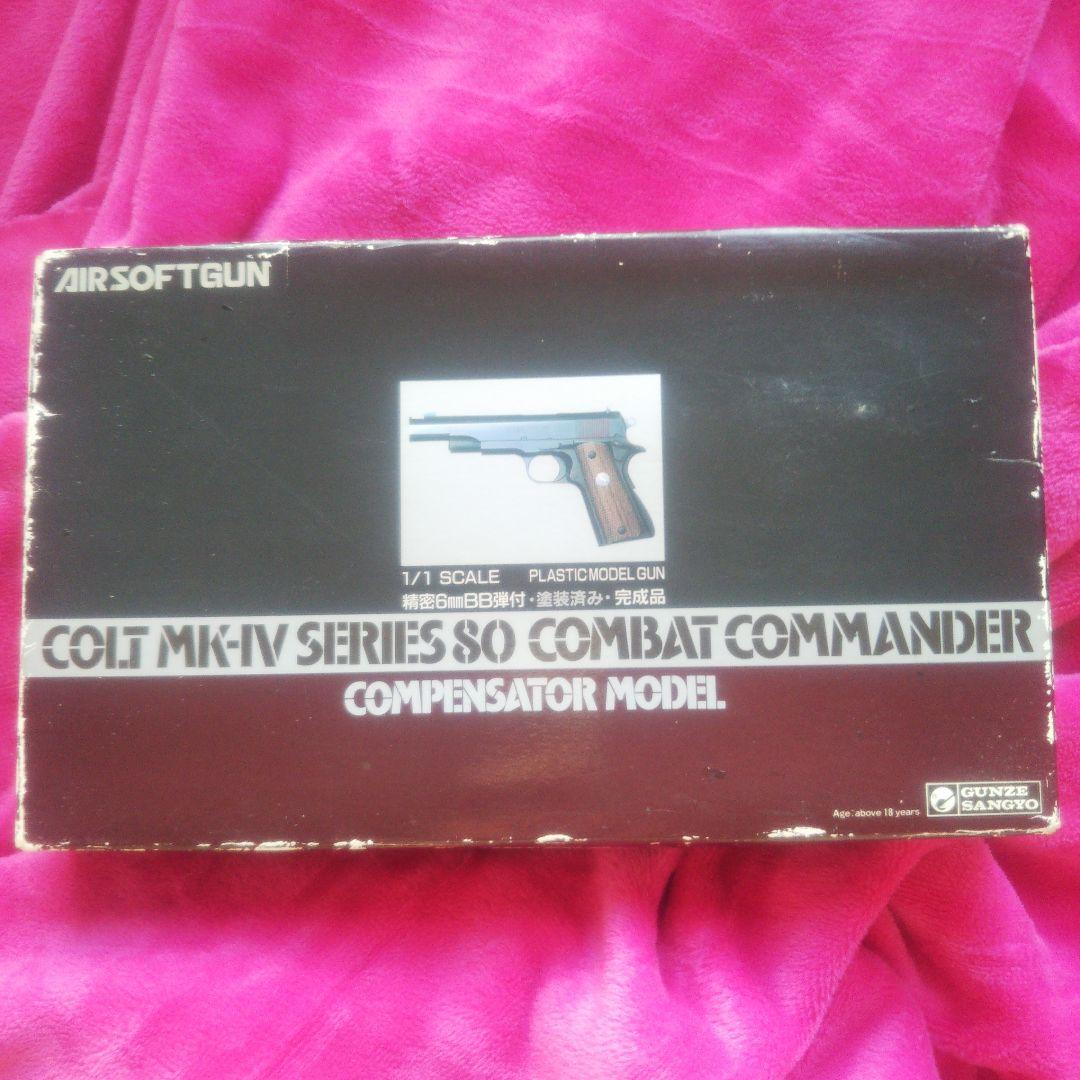 AIRSOFTGUN
1/1 SCALE PLASTIC MODEL GUN
精密6mmBB弾付・塗装済み・完成品
COLT MK-IV SERIES 80 COMBAT COMMANDER
COMPENSATOR MODEL
Age: above 18 years
GUNZE
SANGYO